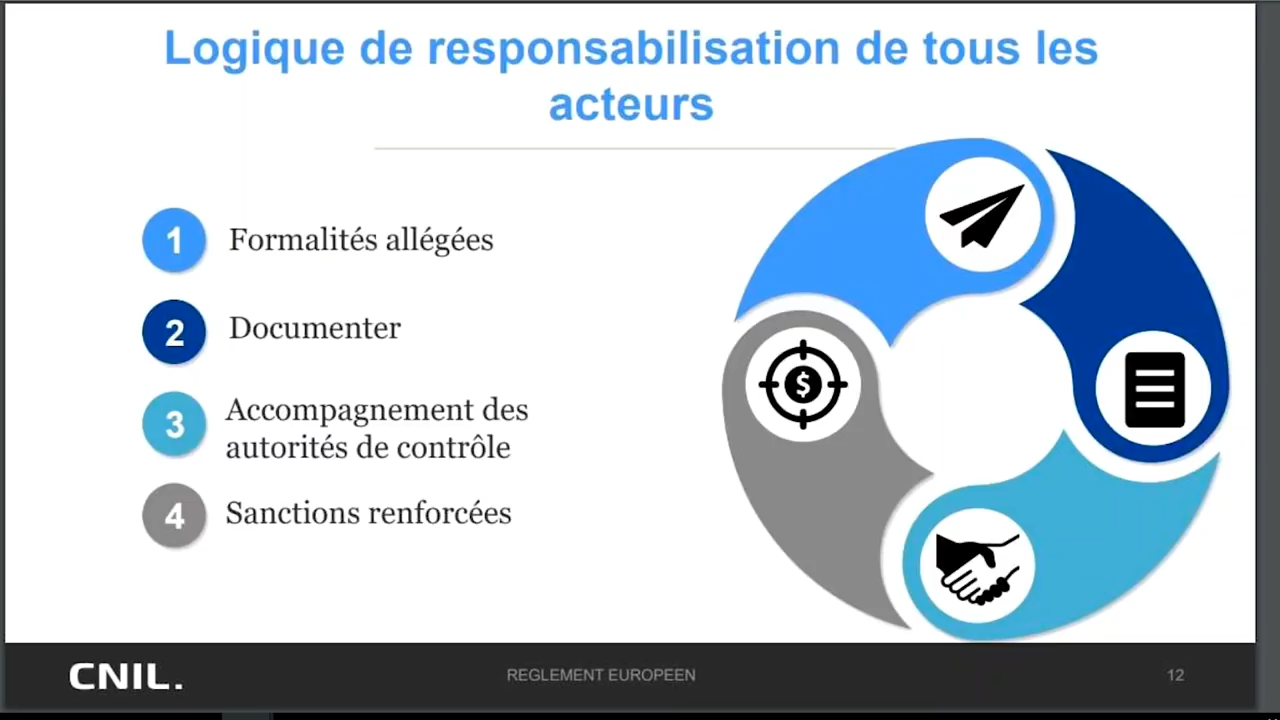 Logique de responsabilisation de tous les
acteurs
1 Formalités allégées
2 Documenter
3 Accompagnement des
autorités de contrôle
4 Sanctions renforcées
$
CNIL.
REGLEMENT EUROPEEN
12